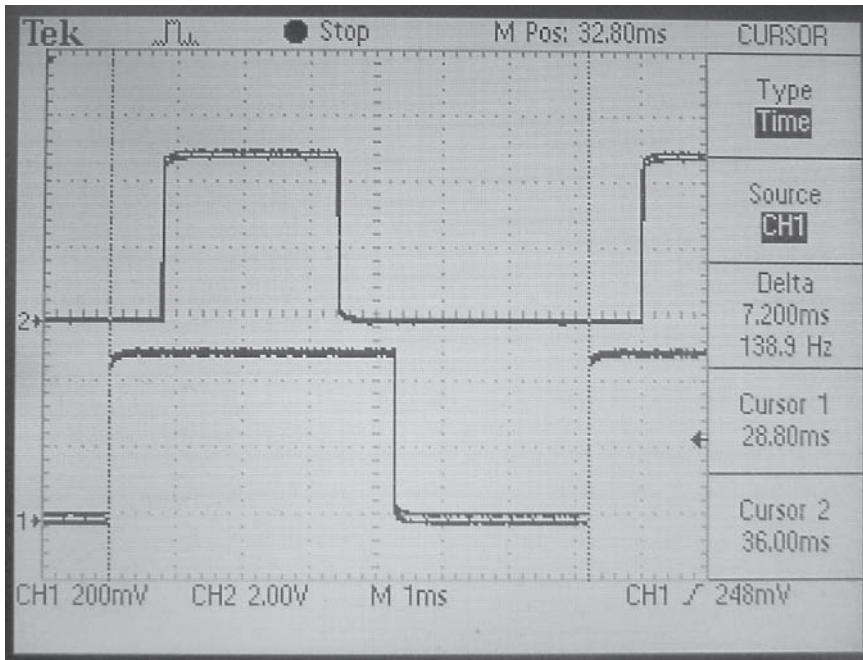 Tek Stop M Pos: 32.80ms CURSOR
Type
Time
Source
CH1
Delta
7.200ms
138.9 Hz
2
Cursor 1
28.80ms
1
Cursor 2
36.00ms
CH1 200mV CH2 2.00V M 1ms CH1 248mV